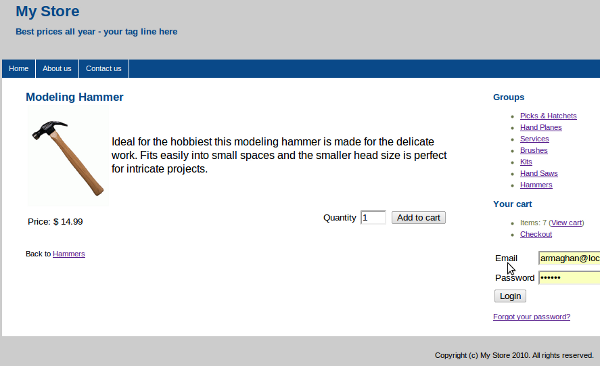 My Store
Best prices all year - your tag line here
Home
About us
Contact us
Modeling Hammer
Ideal for the hobbiest this modeling hammer is made for the delicate
work. Fits easily into small spaces and the smaller head size is perfect
for intricate projects.
Price: $ 14.99
Quantity 1 Add to cart
Back to Hammers
Groups
Picks & Hatchets
Hand Planes
Services
Brushes
Kits
Hand Saws
Hammers
Your cart
Items: 7 (View cart)
Checkout
Email armaghan@loc
Password ••••••
Login
Forgot your password?
Copyright (c) My Store 2010. All rights reserved.